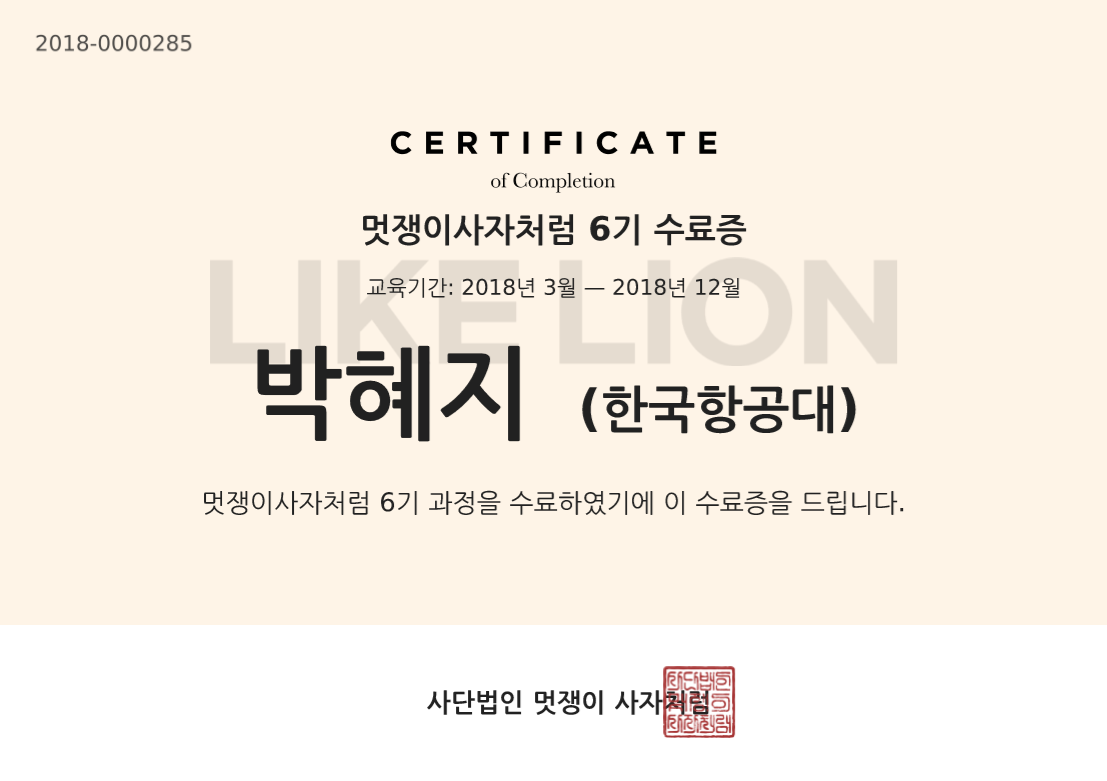 2018-0000285
CERTIFICATE
of Completion
멋쟁이사자처럼 6기 수료증
LIKE LION
교육기간: 2018년 3월 — 2018년 12월
박혜지 (한국항공대)
멋쟁이사자처럼 6기 과정을 수료하였기에 이 수료증을 드립니다.
사단법인 멋쟁이 사자처럼